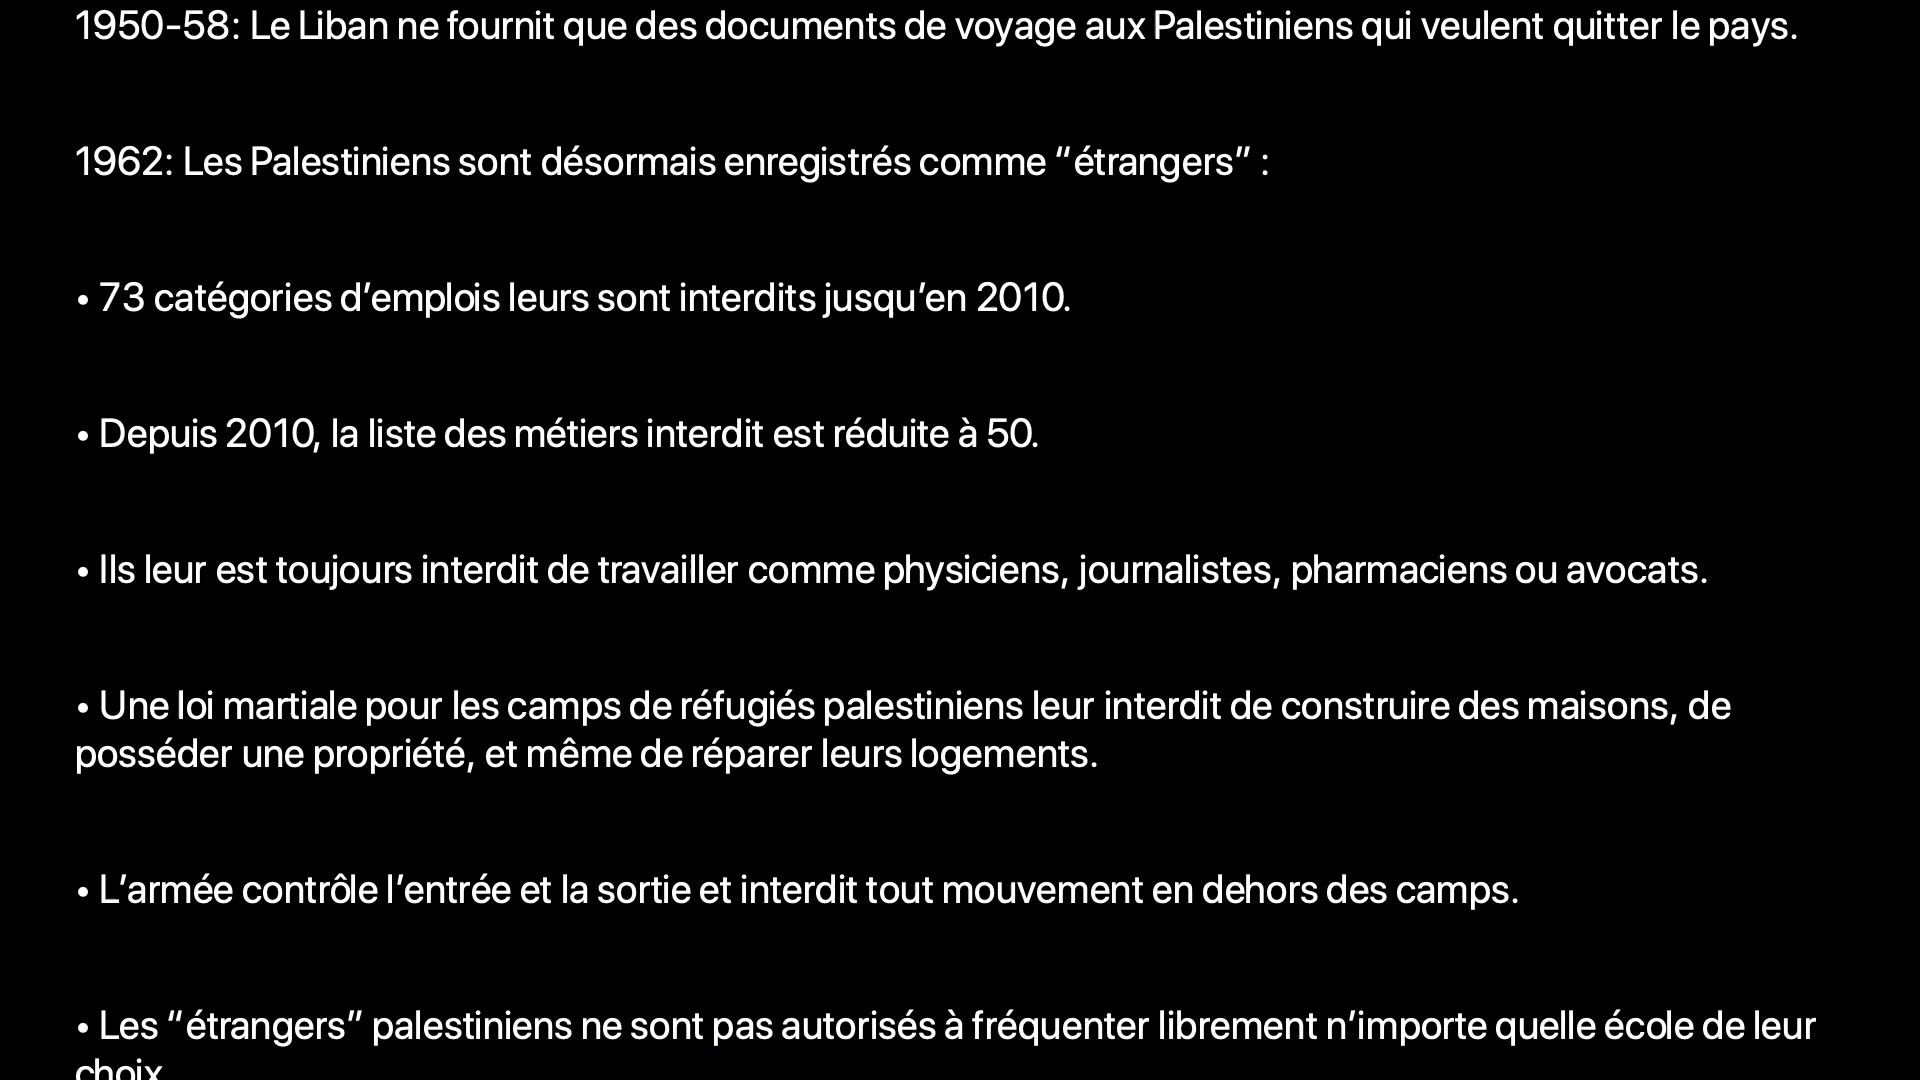 1950-58: Le Liban ne fournit que des documents de voyage aux Palestiniens qui veulent quitter le pays.
1962: Les Palestiniens sont désormais enregistrés comme “étrangers” :
• 73 catégories d’emplois leurs sont interdits jusqu’en 2010.
• Depuis 2010, la liste des métiers interdit est réduite à 50.
• Ils leur est toujours interdit de travailler comme physiciens, journalistes, pharmaciens ou avocats.
• Une loi martiale pour les camps de réfugiés palestiniens leur interdit de construire des maisons, de
posséder une propriété, et même de réparer leurs logements.
• L’armée contrôle l’entrée et la sortie et interdit tout mouvement en dehors des camps.
• Les “étrangers” palestiniens ne sont pas autorisés à fréquenter librement n’importe quelle école de leur
choix.